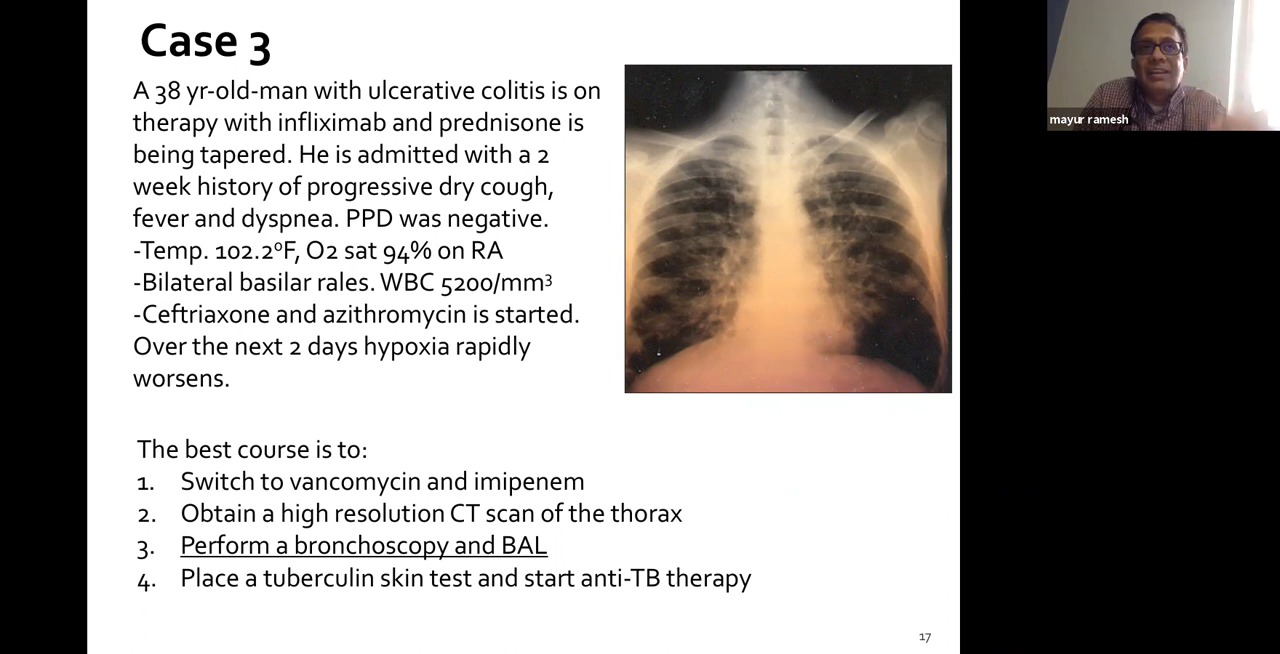 Case 3
A 38 yr-old-man with ulcerative colitis is on
therapy with infliximab and prednisone is
being tapered. He is admitted with a 2
week history of progressive dry cough,
fever and dyspnea. PPD was negative.
-Temp. 102.2ºF, O2 sat 94% on RA
-Bilateral basilar rales. WBC 5200/mm³
-Ceftriaxone and azithromycin is started.
Over the next 2 days hypoxia rapidly
worsens.
The best course is to:
1. Switch to vancomycin and imipenem
2. Obtain a high resolution CT scan of the thorax
3. Perform a bronchoscopy and BAL
4. Place a tuberculin skin test and start anti-TB therapy
17
mayur ramesh